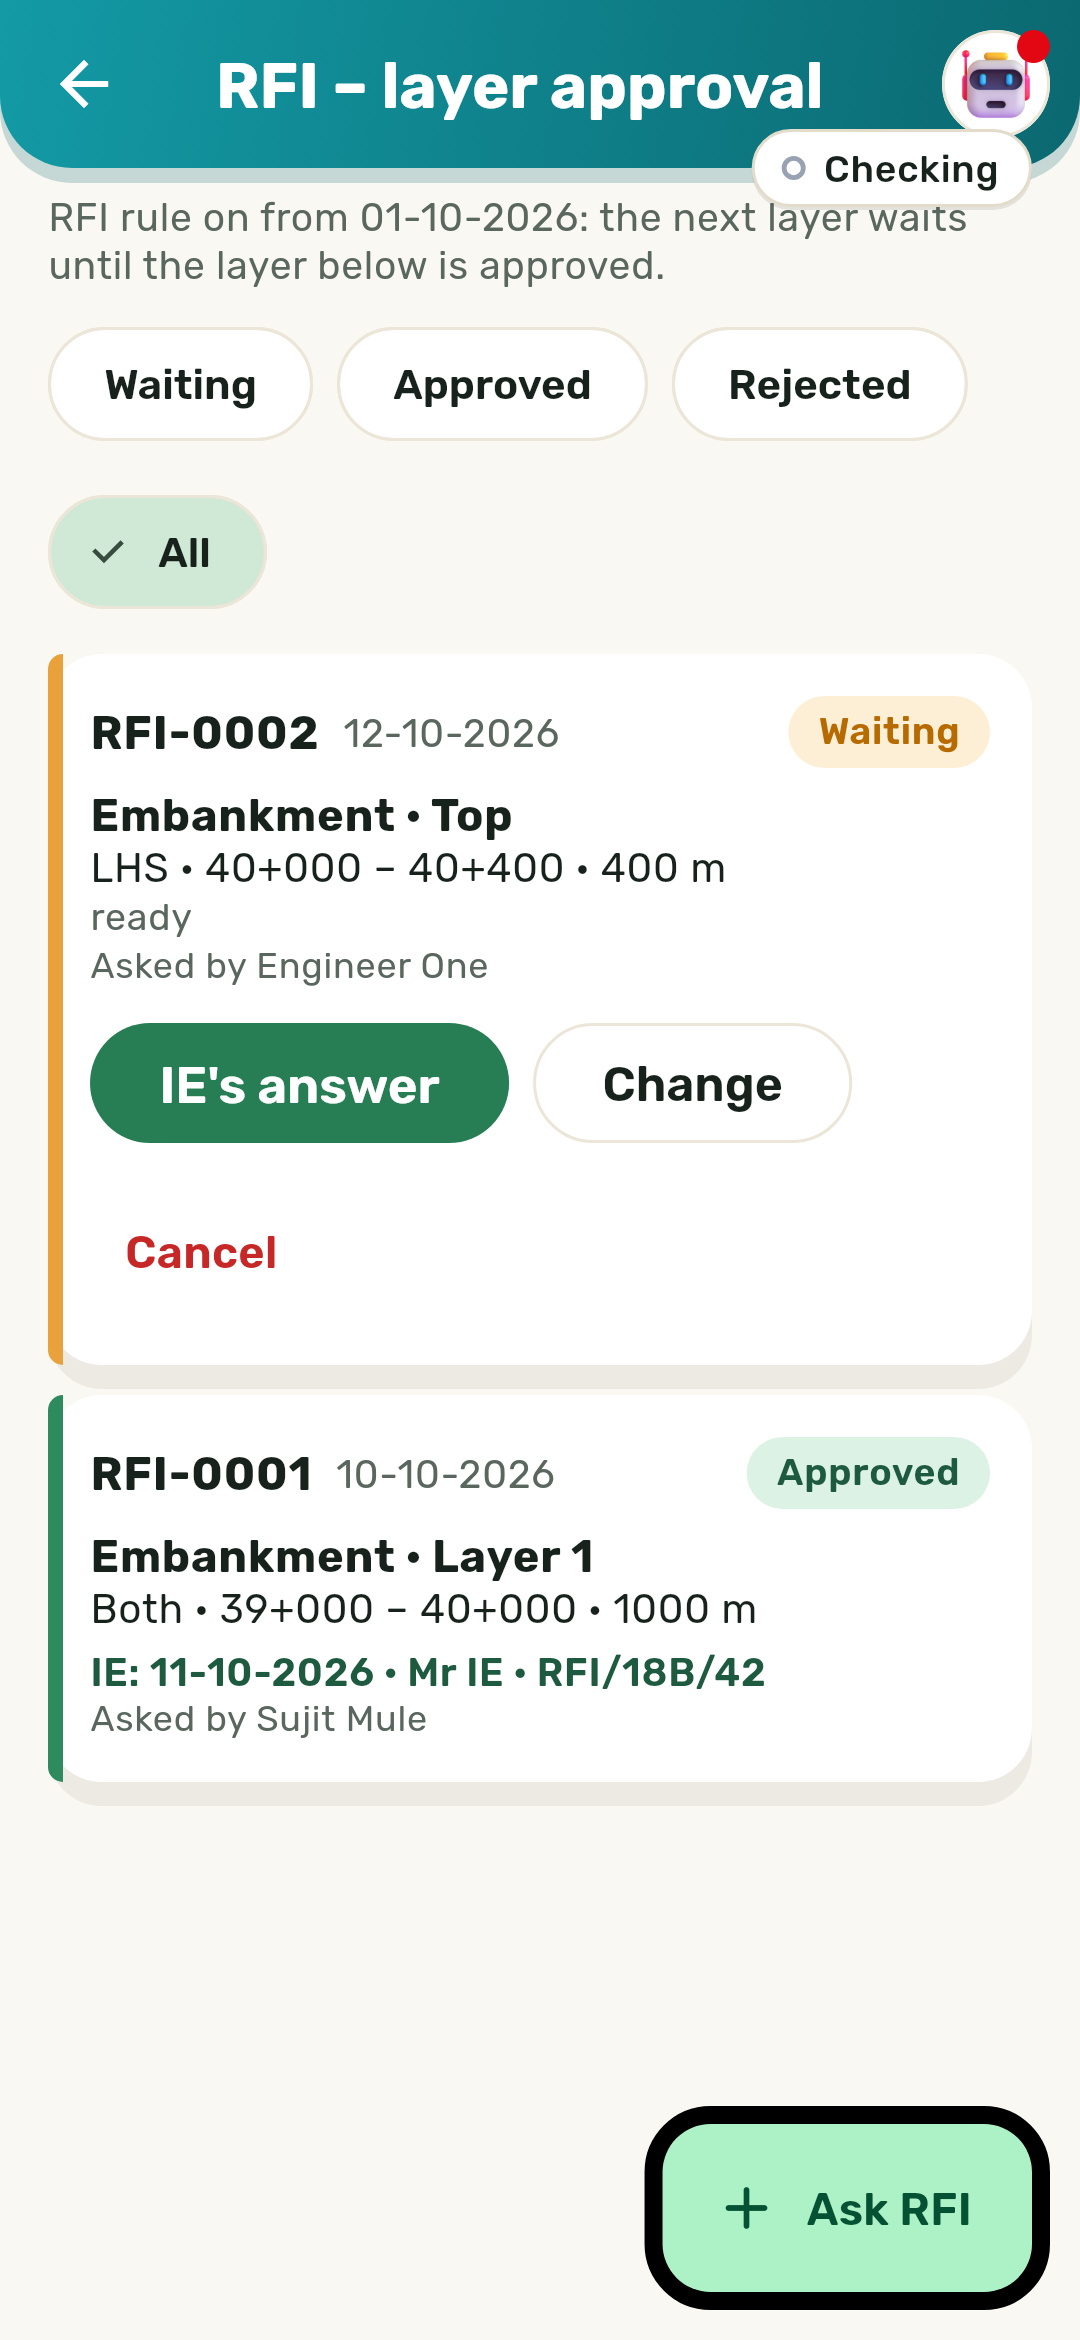 RFI – layer approval
Checking
RFI rule on from 01-10-2026: the next layer waits
until the layer below is approved.
Waiting
Approved
Rejected
All
RFI-0002 12-10-2026 Waiting
Embankment • Top
LHS • 40+000 – 40+400 • 400 m
ready
Asked by Engineer One
IE's answer
Change
Cancel
RFI-0001 10-10-2026 Approved
Embankment • Layer 1
Both • 39+000 – 40+000 • 1000 m
IE: 11-10-2026 • Mr IE • RFI/18B/42
Asked by Sujit Mule
Ask RFI